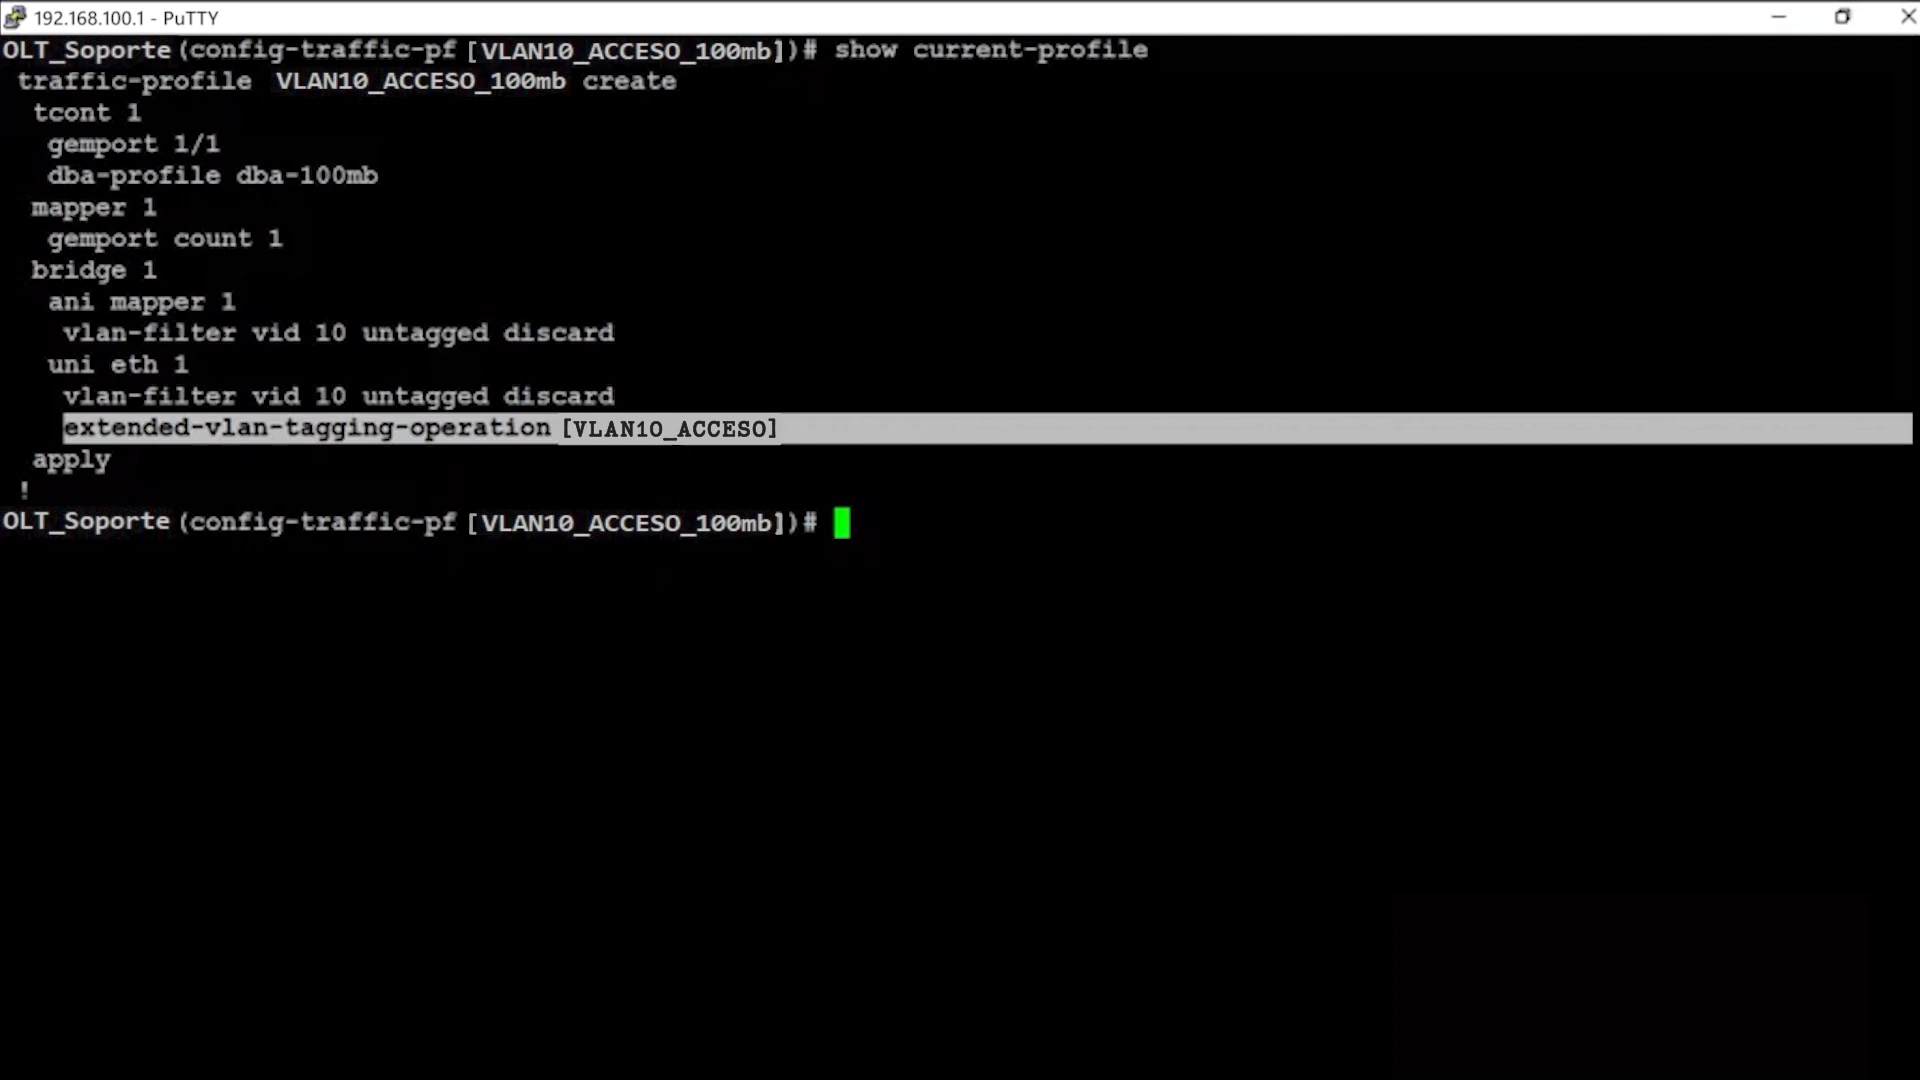 192.168.100.1 - PuTTY
OLT_Soporte(config-traffic-pf[VLAN10_ACCESO_100mb])# show current-profile
traffic-profile VLAN10_ACCESO_100mb create
tcont 1
gemport 1/1
dba-profile dba-100mb
mapper 1
gemport count 1
bridge 1
ani mapper 1
vlan-filter vid 10 untagged discard
uni eth 1
vlan-filter vid 10 untagged discard
extended-vlan-tagging-operation [VLAN10_ACCESO]
apply
!
OLT_Soporte(config-traffic-pf[VLAN10_ACCESO_100mb])#